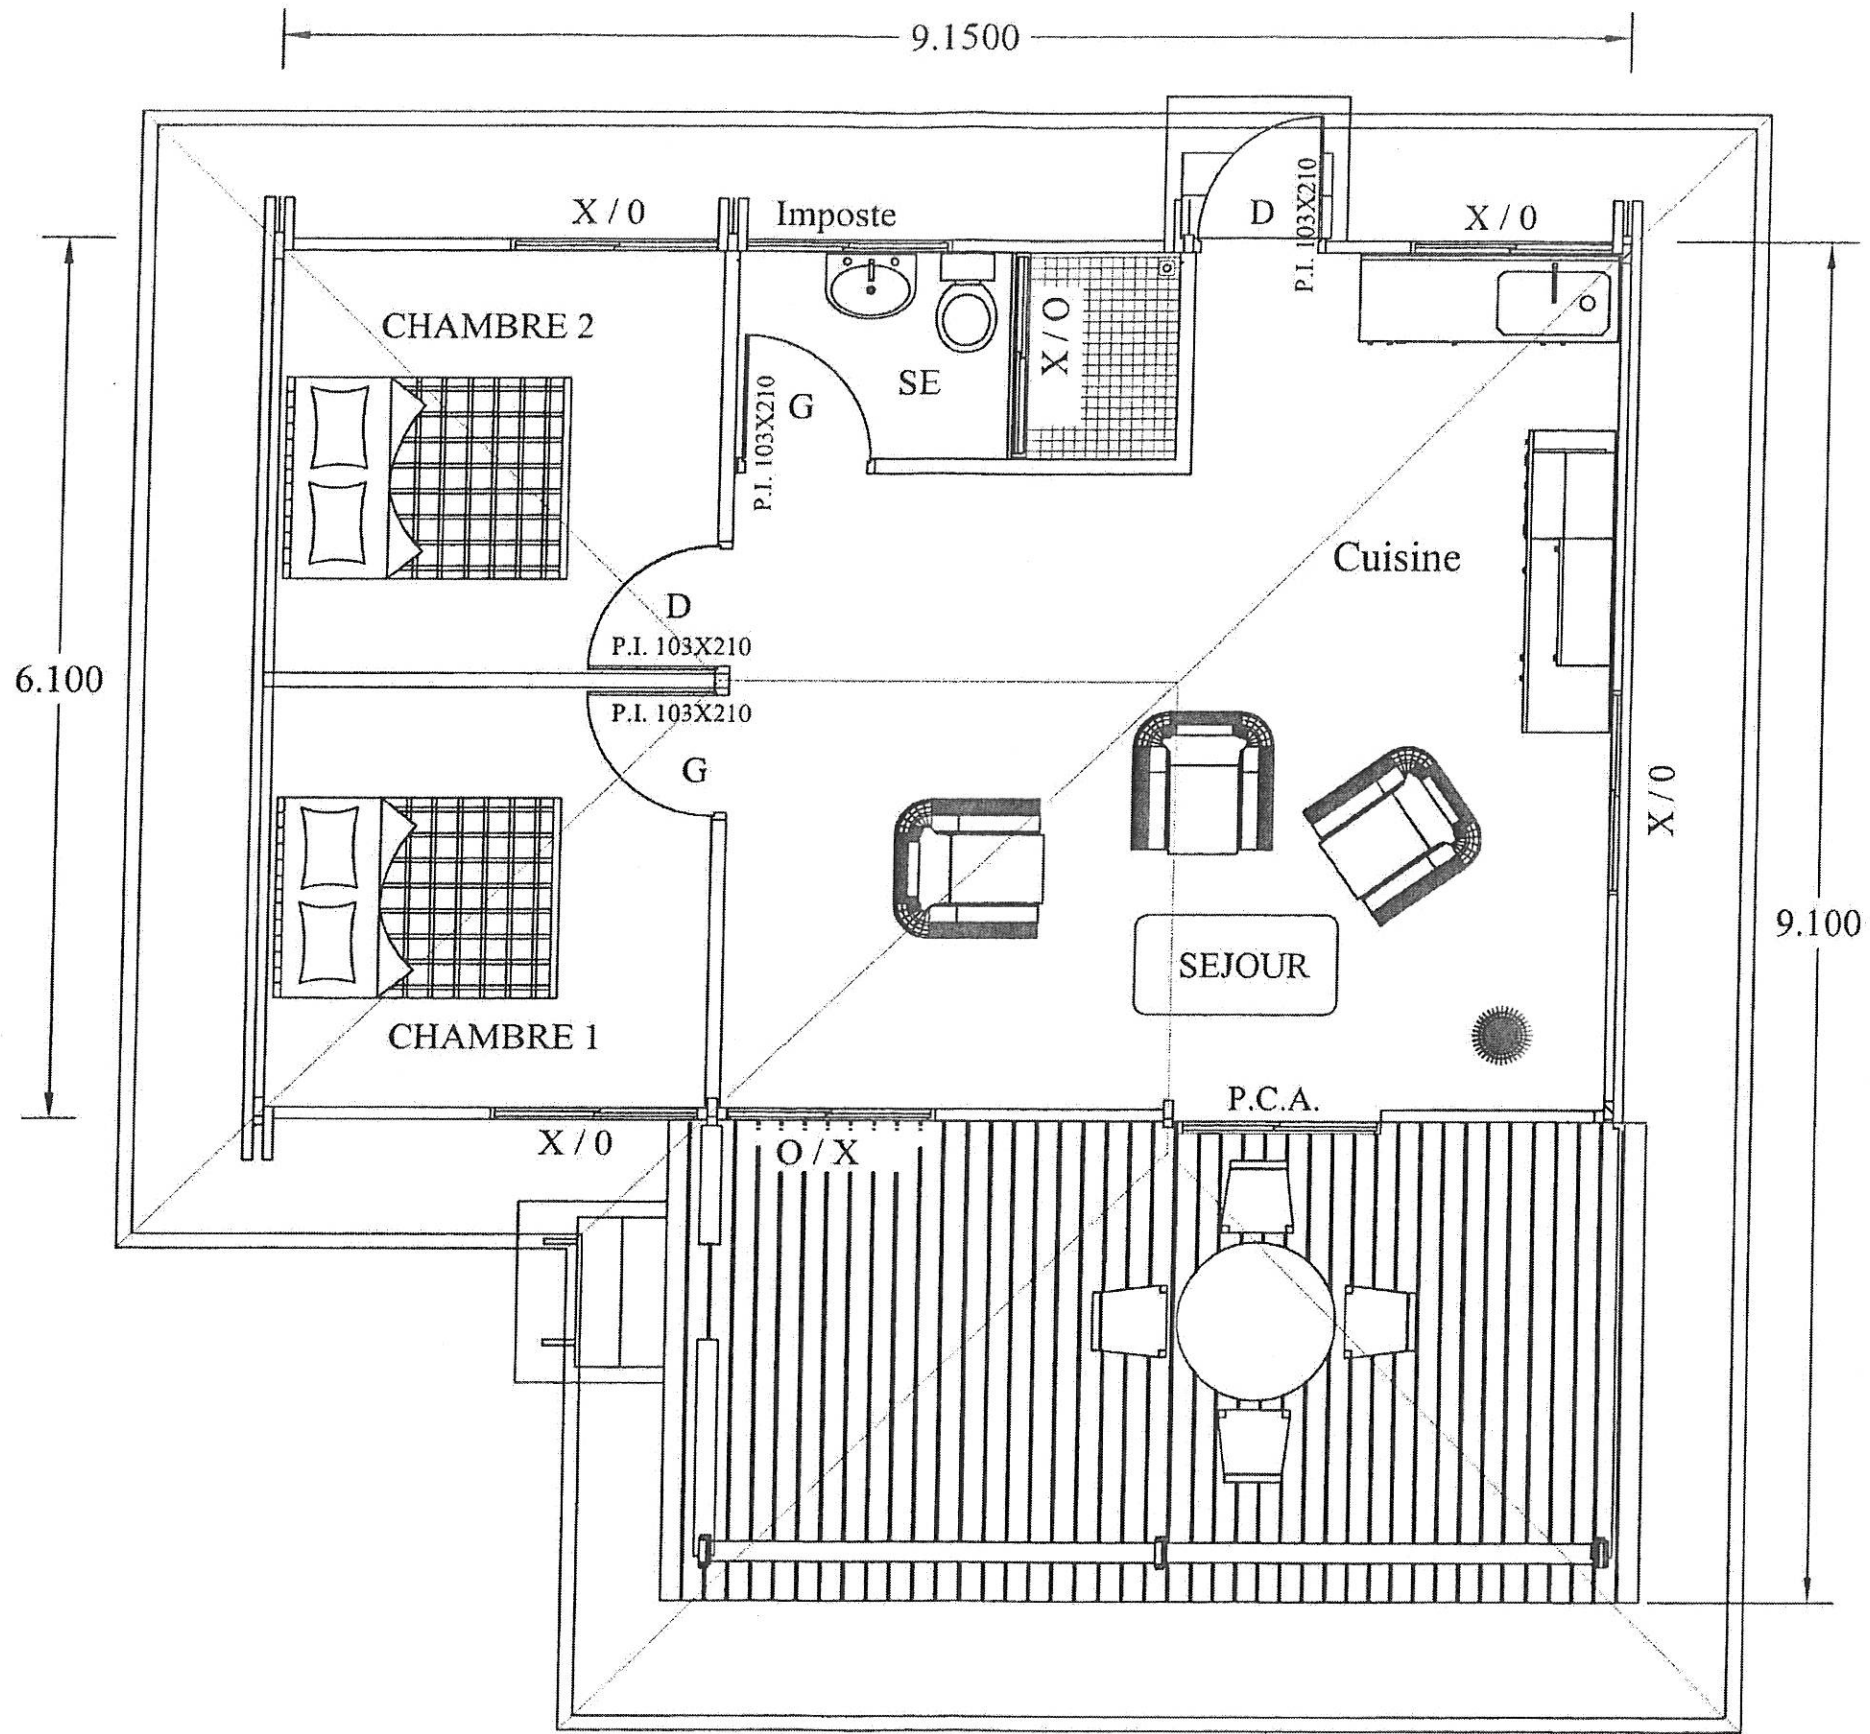 9.1500
X / 0
Imposte
D
P.I. 103X210
X / 0
CHAMBRE 2
X / O
SE
G
P.I. 103X210
Cuisine
D
P.I. 103X210
6.100
P.I. 103X210
G
X / 0
9.100
SEJOUR
CHAMBRE 1
P.C.A.
X / 0
O / X